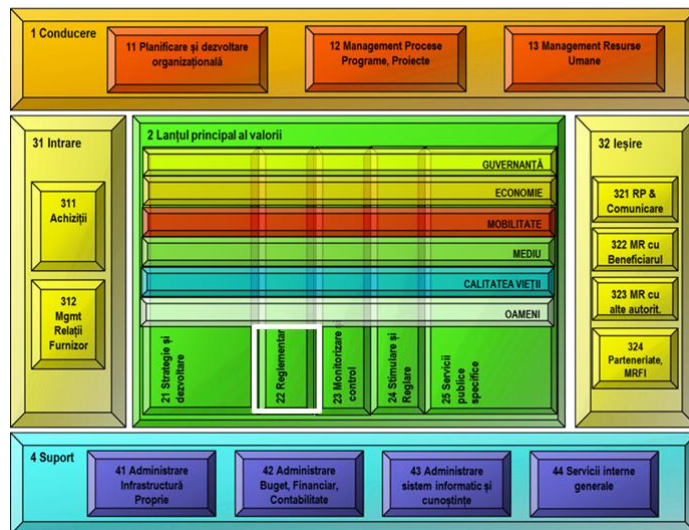 1 Conducere
11 Planificare și dezvoltare
organizațională
12 Management Procese
Programe, Proiecte
13 Management Resurse
Umane
31 Intrare
311
Achiziții
312
Mgmt
Relații
Furnizor
2 Lanțul principal al valorii
GUVERNANȚĂ
ECONOMIE
MOBILITATE
MEDIU
CALITATEA VIEȚII
OAMENI
21 Strategie și
dezvoltare
22 Reglementar
23 Monitorizare și
control
24 Stimulare și
Reglare
25 Servicii
publice
specifice
32 Ieșire
321 RP &
Comunicare
322 MR cu
Beneficiarul
323 MR cu
alte autorit.
324
Parteneriate,
MRFI
4 Suport
41 Administrare
Infrastructură
Proprie
42 Administrare
Buget, Financiar,
Contabilitate
43 Administrare
sistem informatic și
cunoștințe
44 Servicii interne
generale